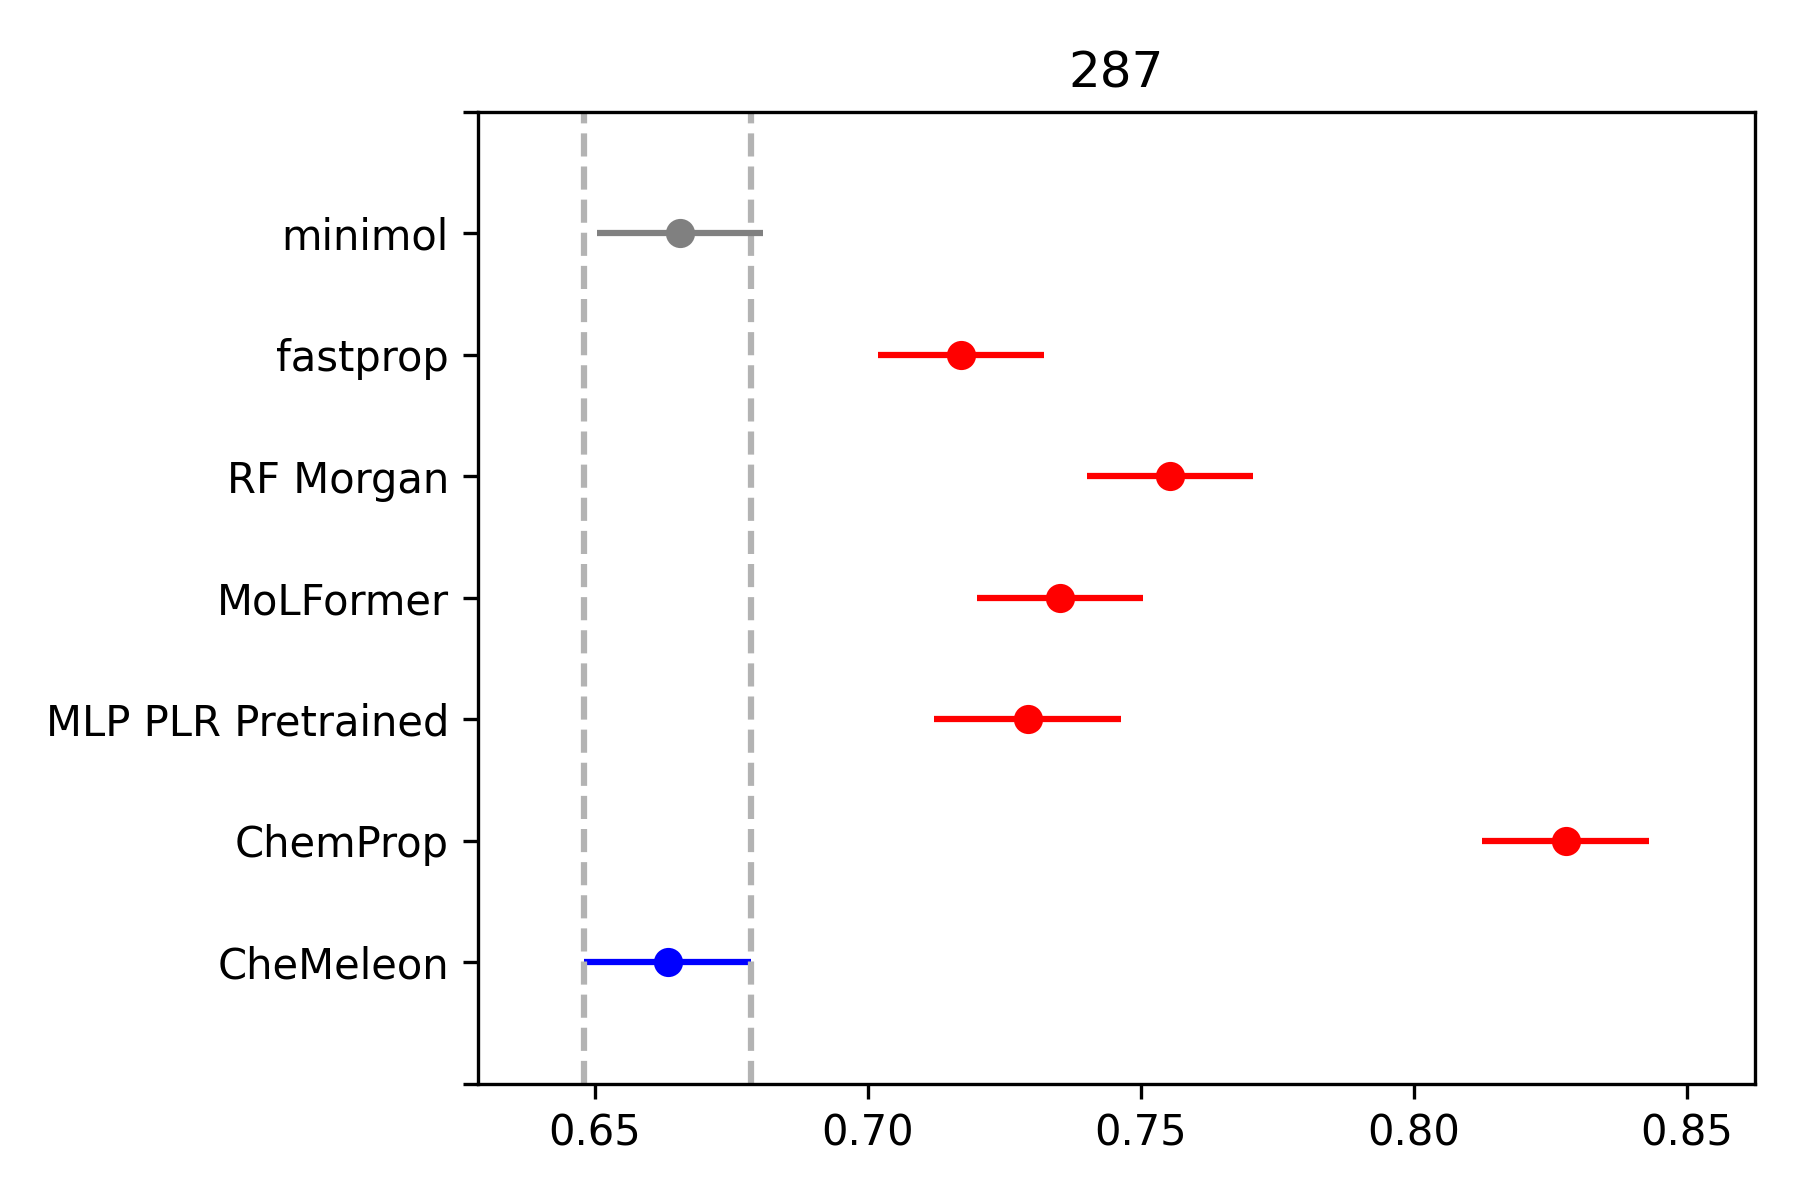 287
minimol
fastprop
RF Morgan
MoLFormer
MLP PLR Pretrained
ChemProp
CheMeleon
0.65 0.70 0.75 0.80 0.85